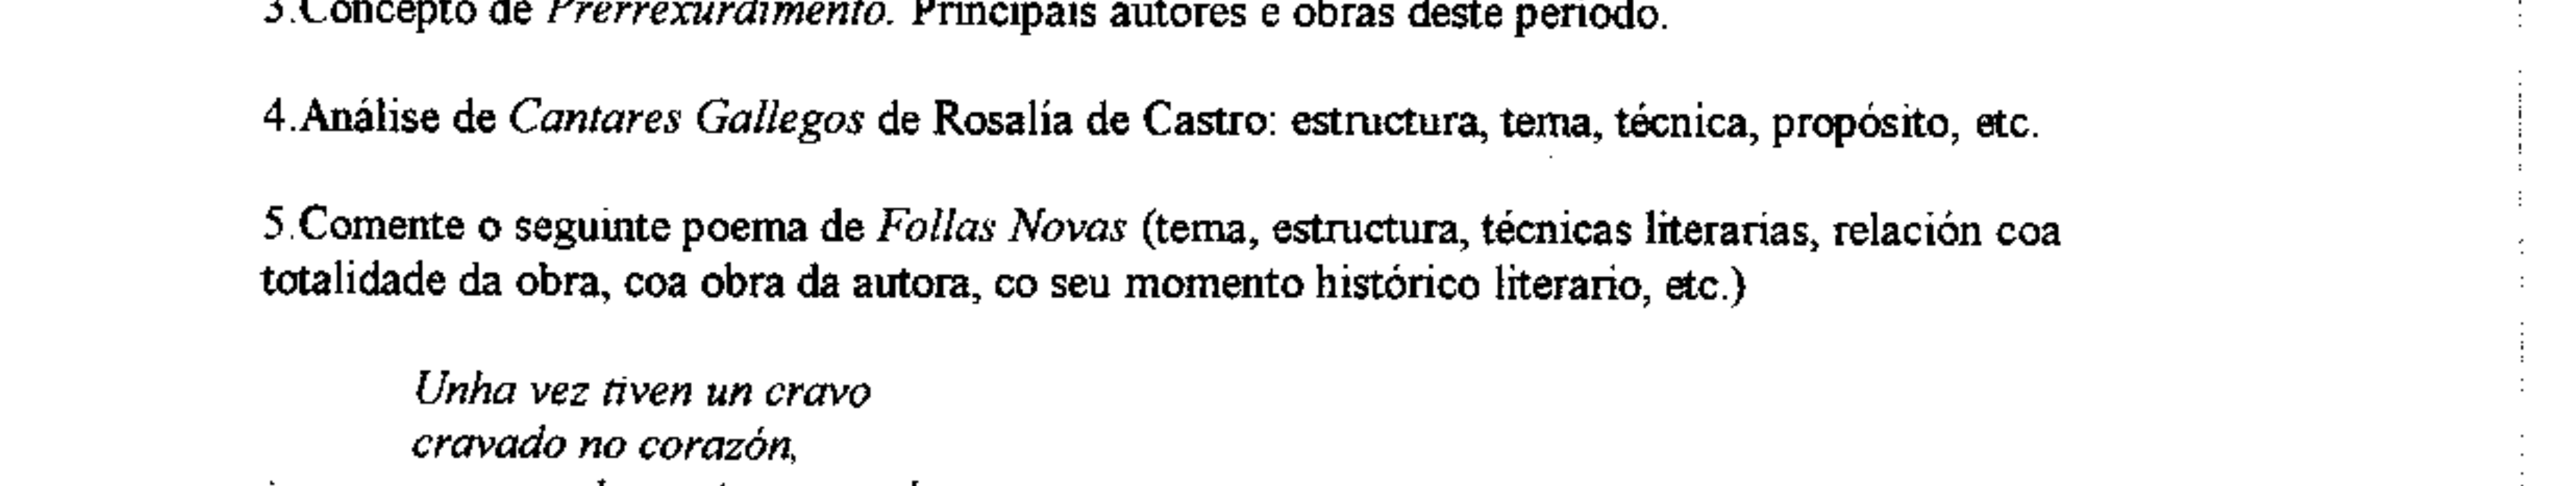 3.Concepto de Prerrexurdimento. Principais autores e obras deste período.
4.Análise de Cantares Gallegos de Rosalía de Castro: estructura, tema, técnica, propósito, etc.
5.Comente o seguinte poema de Follas Novas (tema, estructura, técnicas literarias, relación coa
totalidade da obra, coa obra da autora, co seu momento histórico literario, etc.)
Unha vez tiven un cravo
cravado no corazón,